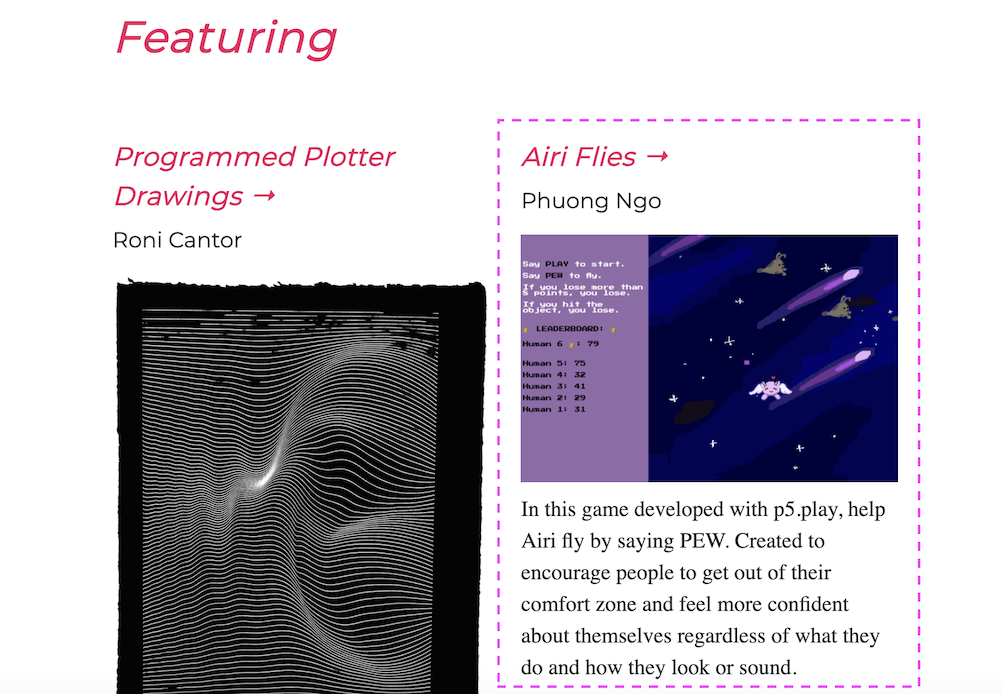 Featuring
Programmed Plotter
Drawings →
Roni Cantor
Airi Flies →
Phuong Ngo
Say PLAY to start.
Say PEW to fly.
If you lose more than
5 points, you lose.
If you hit the
object, you lose.
LEADERBOARD:
Human 6 : 79
Human 5: 75
Human 4: 32
Human 3: 41
Human 2: 29
Human 1: 31
In this game developed with p5.play, help
Airi fly by saying PEW. Created to
encourage people to get out of their
comfort zone and feel more confident
about themselves regardless of what they
do and how they look or sound.